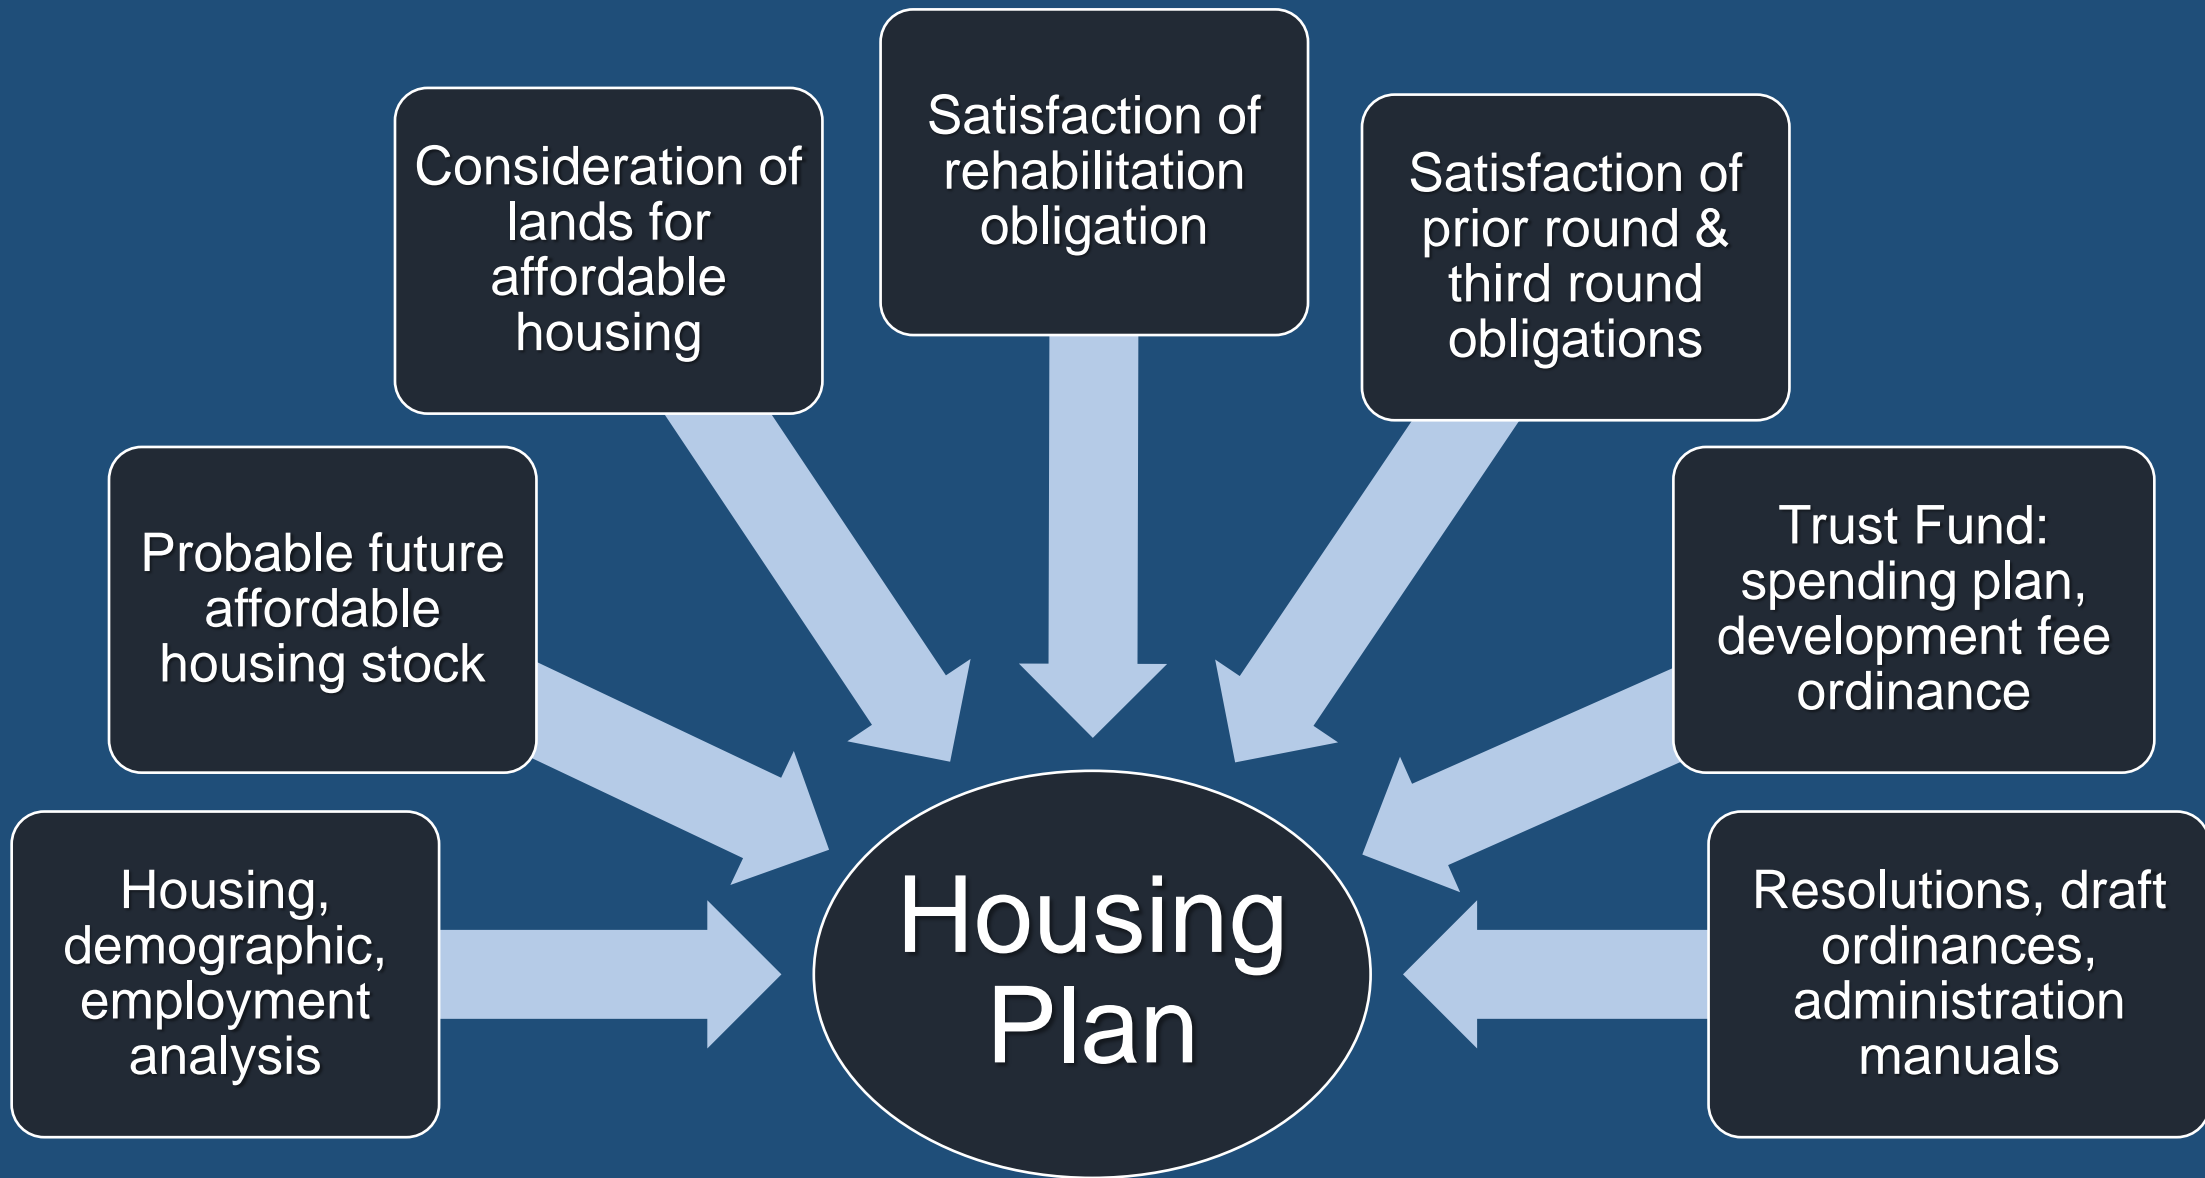 Satisfaction of
rehabilitation
obligation
Consideration of
lands for
affordable
housing
Satisfaction of
prior round &
third round
obligations
Probable future
affordable
housing stock
Trust Fund:
spending plan,
development fee
ordinance
Housing,
demographic,
employment
analysis
Housing
Plan
Resolutions, draft
ordinances,
administration
manuals